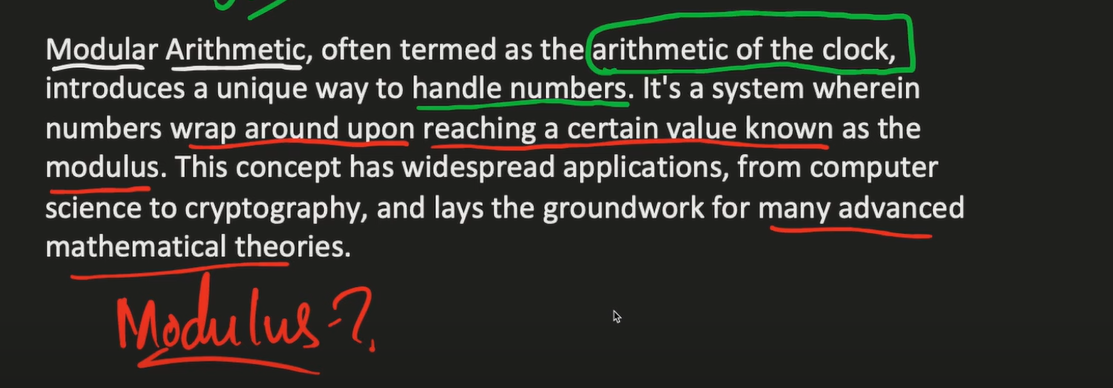 Modular Arithmetic, often termed as the arithmetic of the clock,
introduces a unique way to handle numbers. It's a system wherein
numbers wrap around upon reaching a certain value known as the
modulus. This concept has widespread applications, from computer
science to cryptography, and lays the groundwork for many advanced
mathematical theories.
Modulus-?